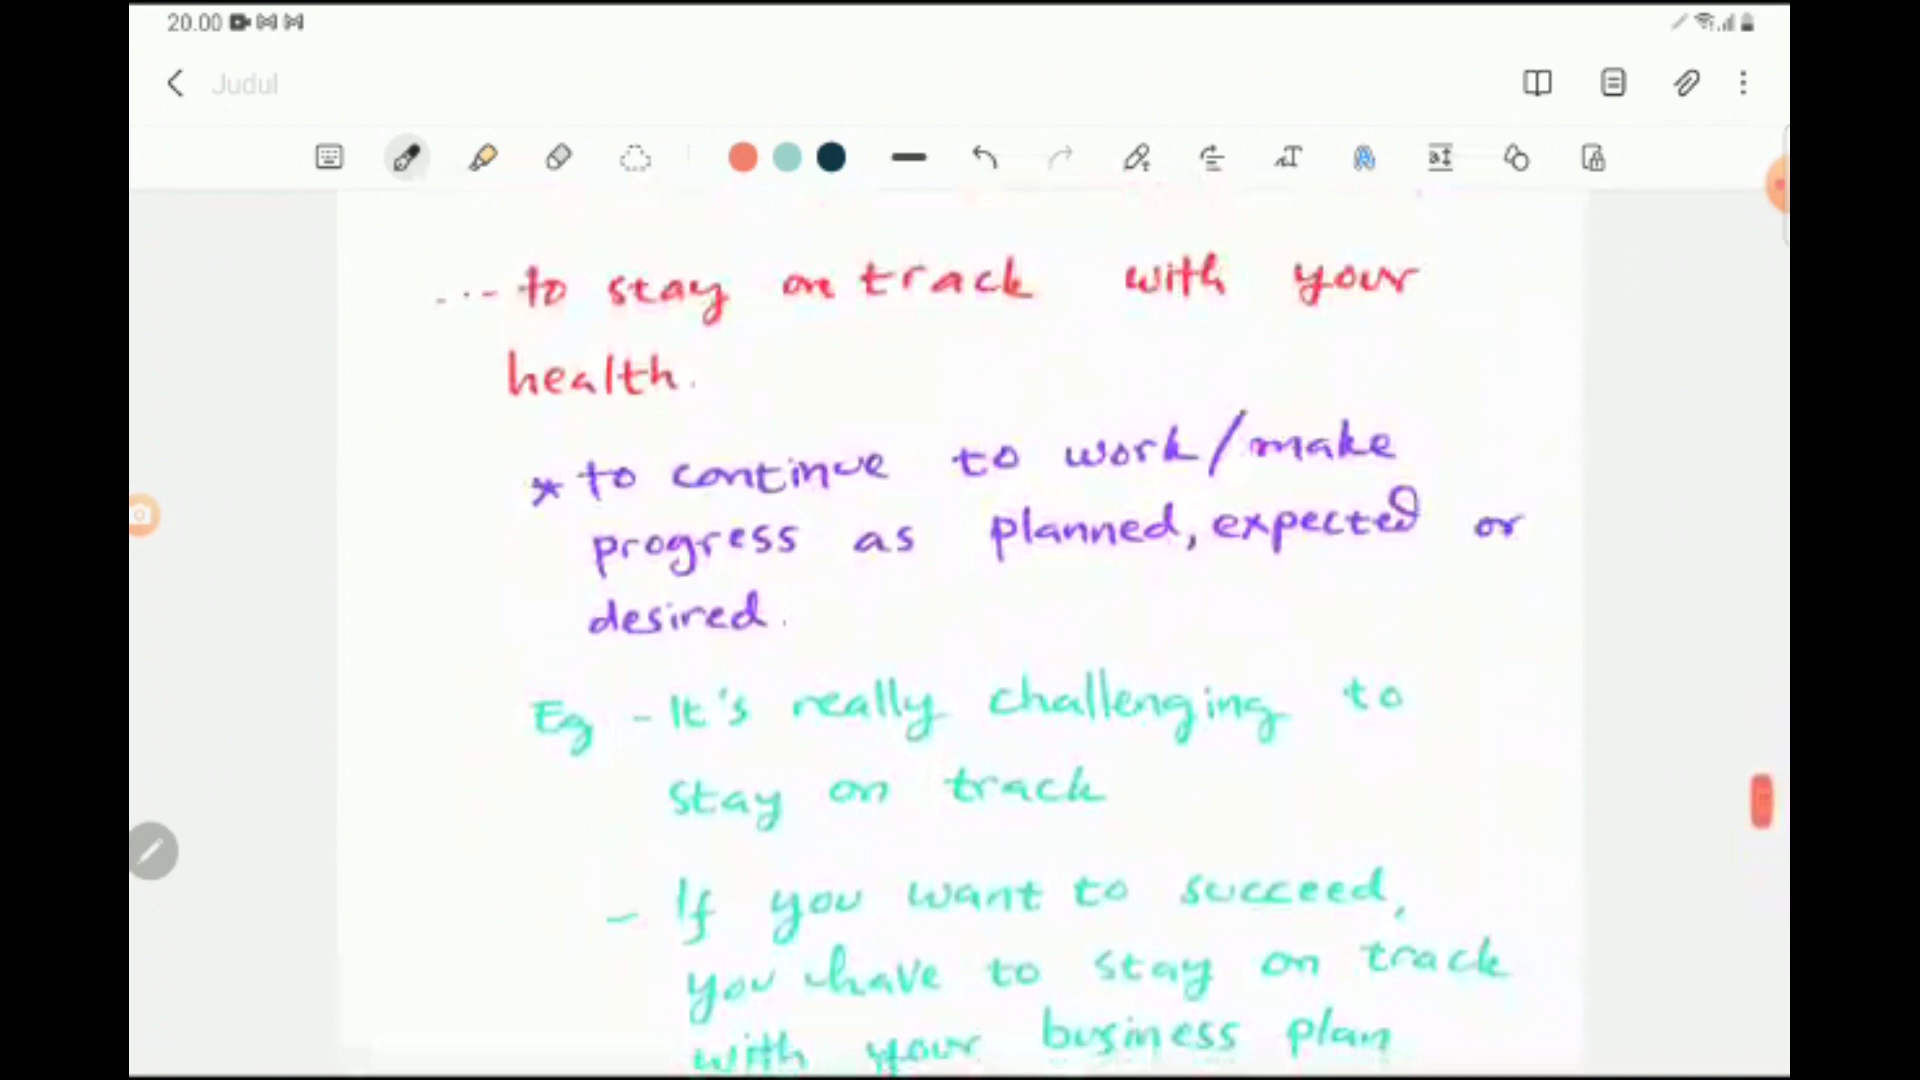 20.00
Judul
--- to stay on track with your
health.
* to continue to work/make
progress as planned, expected or
desired.
Eg - It's really challenging to
stay on track
- If you want to succeed,
you have to stay on track
with your business plan